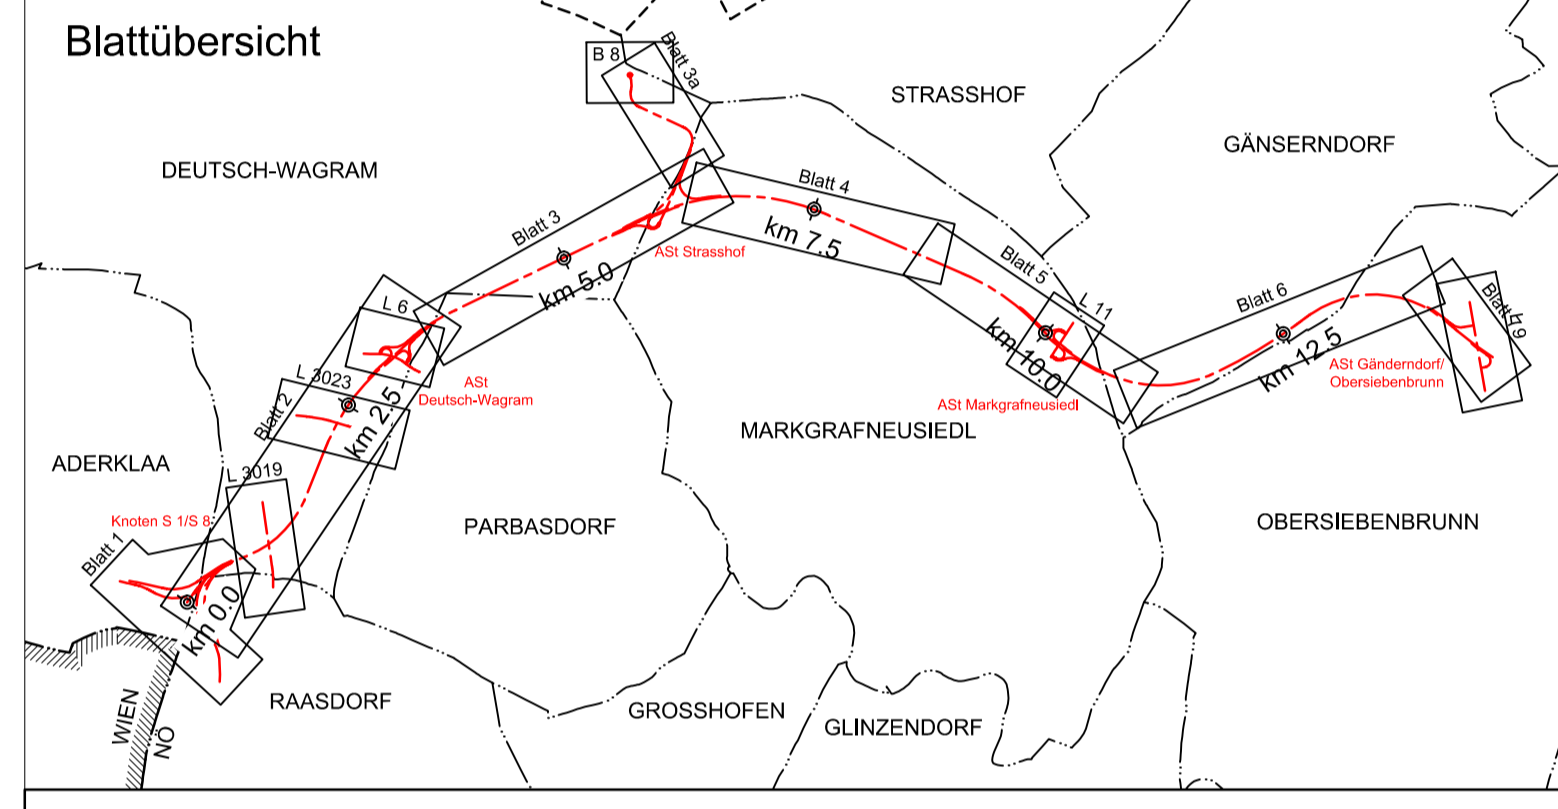 Blattübersicht
B 8
Blatt 3a
STRASSHOF
GÄNSERNDORF
DEUTSCH-WAGRAM
Blatt 4
Blatt 3
km 7.5
ASt Strasshof
Blatt 5
km 5.0
L 6
L 11
Blatt 6
L 9
km 10.0
km 12.5
ASt Gänderndorf/
Obersiebenbrunn
L 3023
ASt
Deutsch-Wagram
km 2.5
Blatt 2
ASt Markgrafneusiedl
MARKGRAFNEUSIEDL
ADERKLAA
L 3019
Knoten S 1/S 8
PARBASDORF
OBERSIEBENBRUNN
Blatt 1
km 0.0
RAASDORF
GROSSHOFEN
GLINZENDORF
WIEN
NÖ